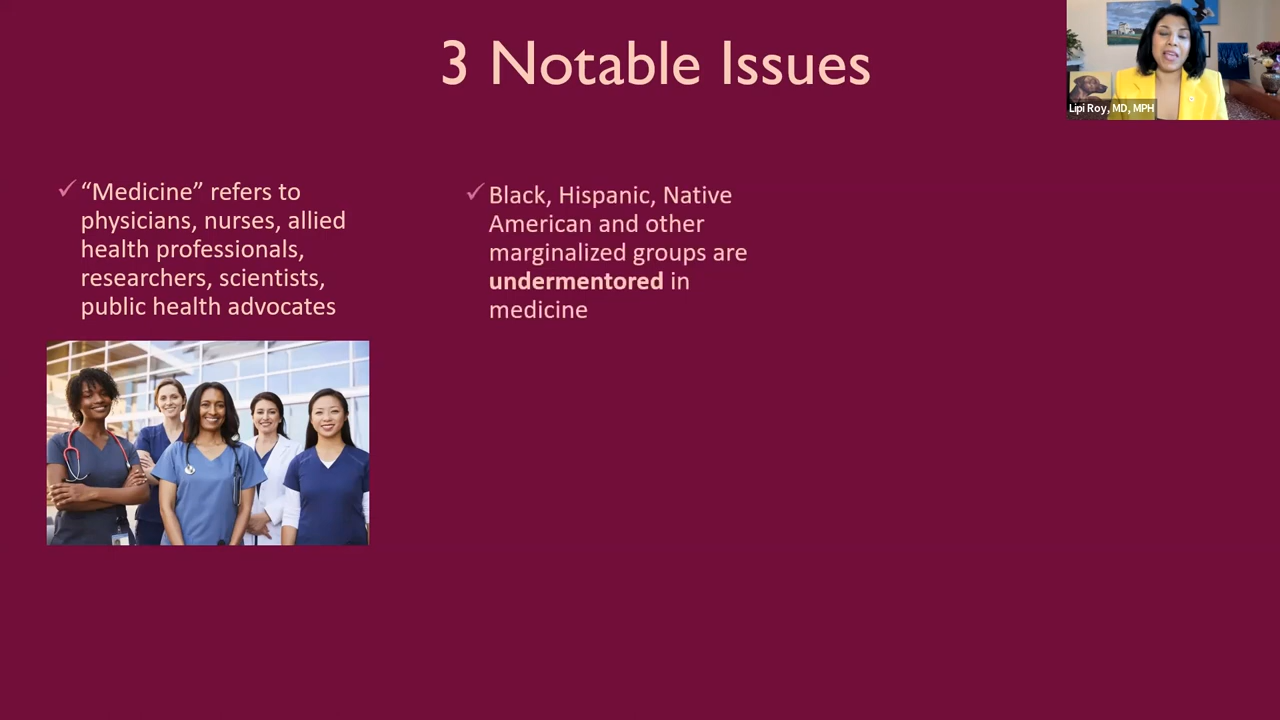 3 Notable Issues
Lipi Roy, MD, MPH
“Medicine” refers to
physicians, nurses, allied
health professionals,
researchers, scientists,
public health advocates
Black, Hispanic, Native
American and other
marginalized groups are
undermentored in
medicine